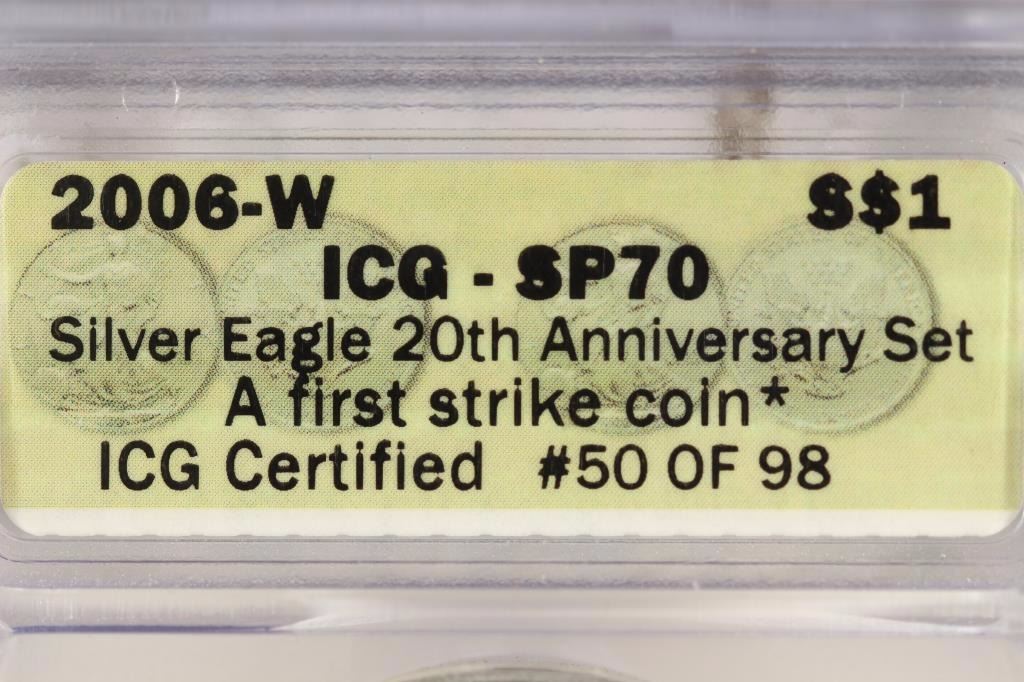 2006-W S$1
ICG - SP70
Silver Eagle 20th Anniversary Set
A first strike coin*
ICG Certified #50 OF 98